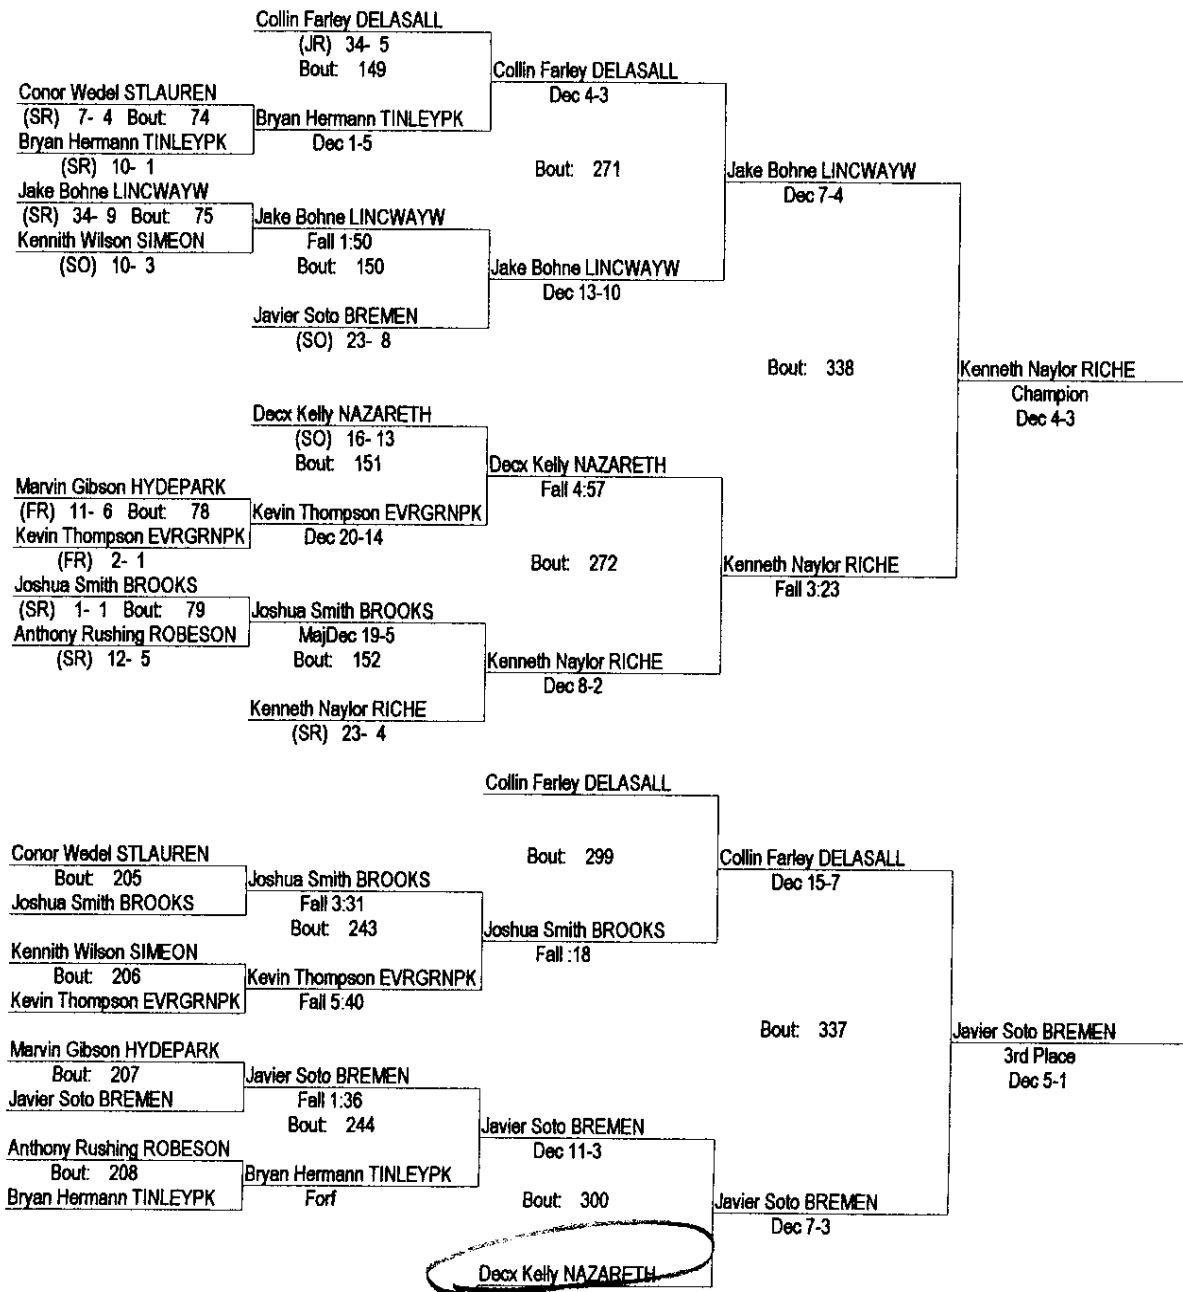 Collin Farley DELASALL
(JR) 34- 5
Bout: 149
Collin Farley DELASALL
Dec 4-3
Conor Wedel STLAUREN
(SR) 7- 4 Bout: 74
Bryan Hermann TINLEYPK
Dec 1-5
Bryan Hermann TINLEYPK
(SR) 10- 1
Bout: 271
Jake Bohne LINCWAYW
Dec 7-4
Jake Bohne LINCWAYW
(SR) 34- 9 Bout: 75
Jake Bohne LINCWAYW
Fall 1:50
Kennith Wilson SIMEON
(SO) 10- 3
Bout: 150
Jake Bohne LINCWAYW
Dec 13-10
Javier Soto BREMEN
(SO) 23- 8
Bout: 338
Kenneth Naylor RICHE
Champion
Dec 4-3
Decx Kelly NAZARETH
(SO) 16- 13
Bout: 151
Decx Kelly NAZARETH
Fall 4:57
Marvin Gibson HYDEPARK
(FR) 11- 6 Bout: 78
Kevin Thompson EVRGRNPK
Dec 20-14
Kevin Thompson EVRGRNPK
(FR) 2- 1
Bout: 272
Kenneth Naylor RICHE
Fall 3:23
Joshua Smith BROOKS
(SR) 1- 1 Bout: 79
Joshua Smith BROOKS
MajDec 19-5
Anthony Rushing ROBESON
(SR) 12- 5
Bout: 152
Kenneth Naylor RICHE
Dec 8-2
Kenneth Naylor RICHE
(SR) 23- 4
Collin Farley DELASALL
Conor Wedel STLAUREN
Bout: 205
Joshua Smith BROOKS
Joshua Smith BROOKS
Fall 3:31
Bout: 243
Bout: 299
Collin Farley DELASALL
Dec 15-7
Joshua Smith BROOKS
Fall :18
Kennith Wilson SIMEON
Bout: 206
Kevin Thompson EVRGRNPK
Kevin Thompson EVRGRNPK
Fall 5:40
Bout: 337
Javier Soto BREMEN
3rd Place
Dec 5-1
Marvin Gibson HYDEPARK
Bout: 207
Javier Soto BREMEN
Javier Soto BREMEN
Fall 1:36
Bout: 244
Javier Soto BREMEN
Dec 11-3
Anthony Rushing ROBESON
Bout: 208
Bryan Hermann TINLEYPK
Bryan Hermann TINLEYPK
Forf
Bout: 300
Javier Soto BREMEN
Dec 7-3
Decx Kelly NAZARETH